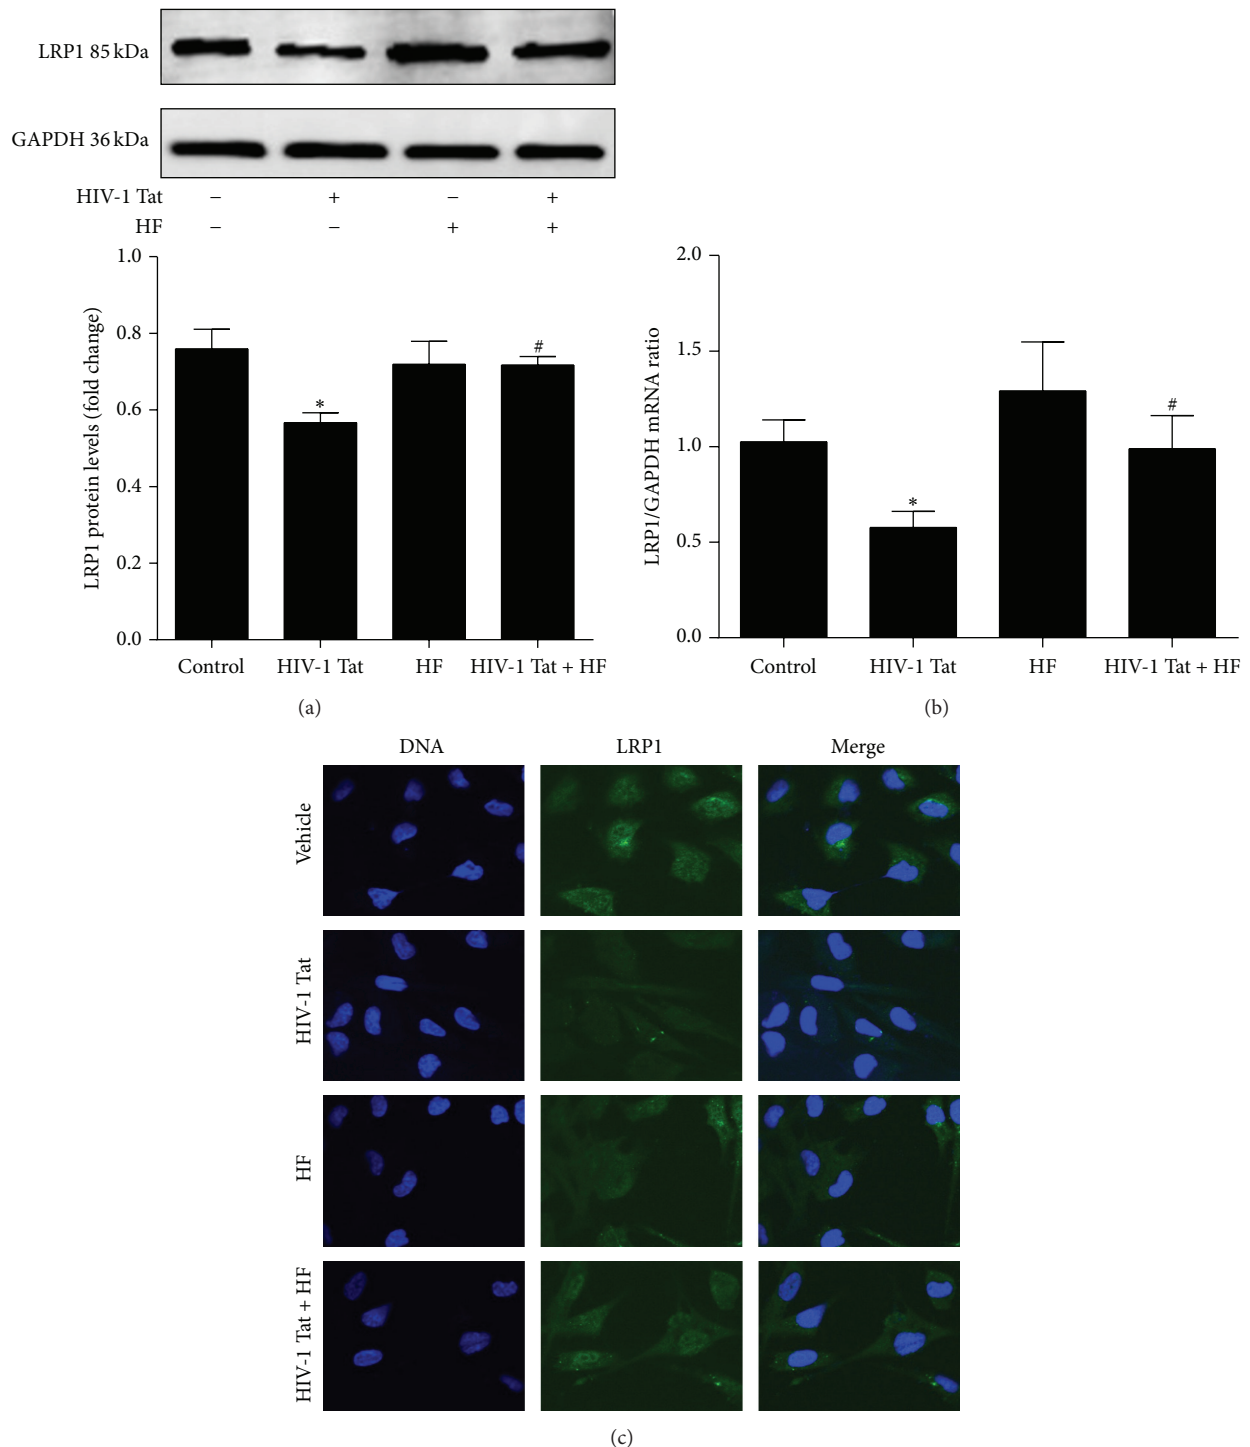 LRP1 85 kDa
GAPDH 36 kDa
HIV-1 Tat − + − +
HF − − + +
LRP1 protein levels (fold change)
1.0
0.8
0.6
0.4
0.2
0.0
*
#
Control HIV-1 Tat HF HIV-1 Tat + HF
(a)
LRP1/GAPDH mRNA ratio
2.0
1.5
1.0
0.5
0.0
*
#
Control HIV-1 Tat HF HIV-1 Tat + HF
(b)
DNA LRP1 Merge
Vehicle
HIV-1 Tat
HF
HIV-1 Tat + HF
(c)